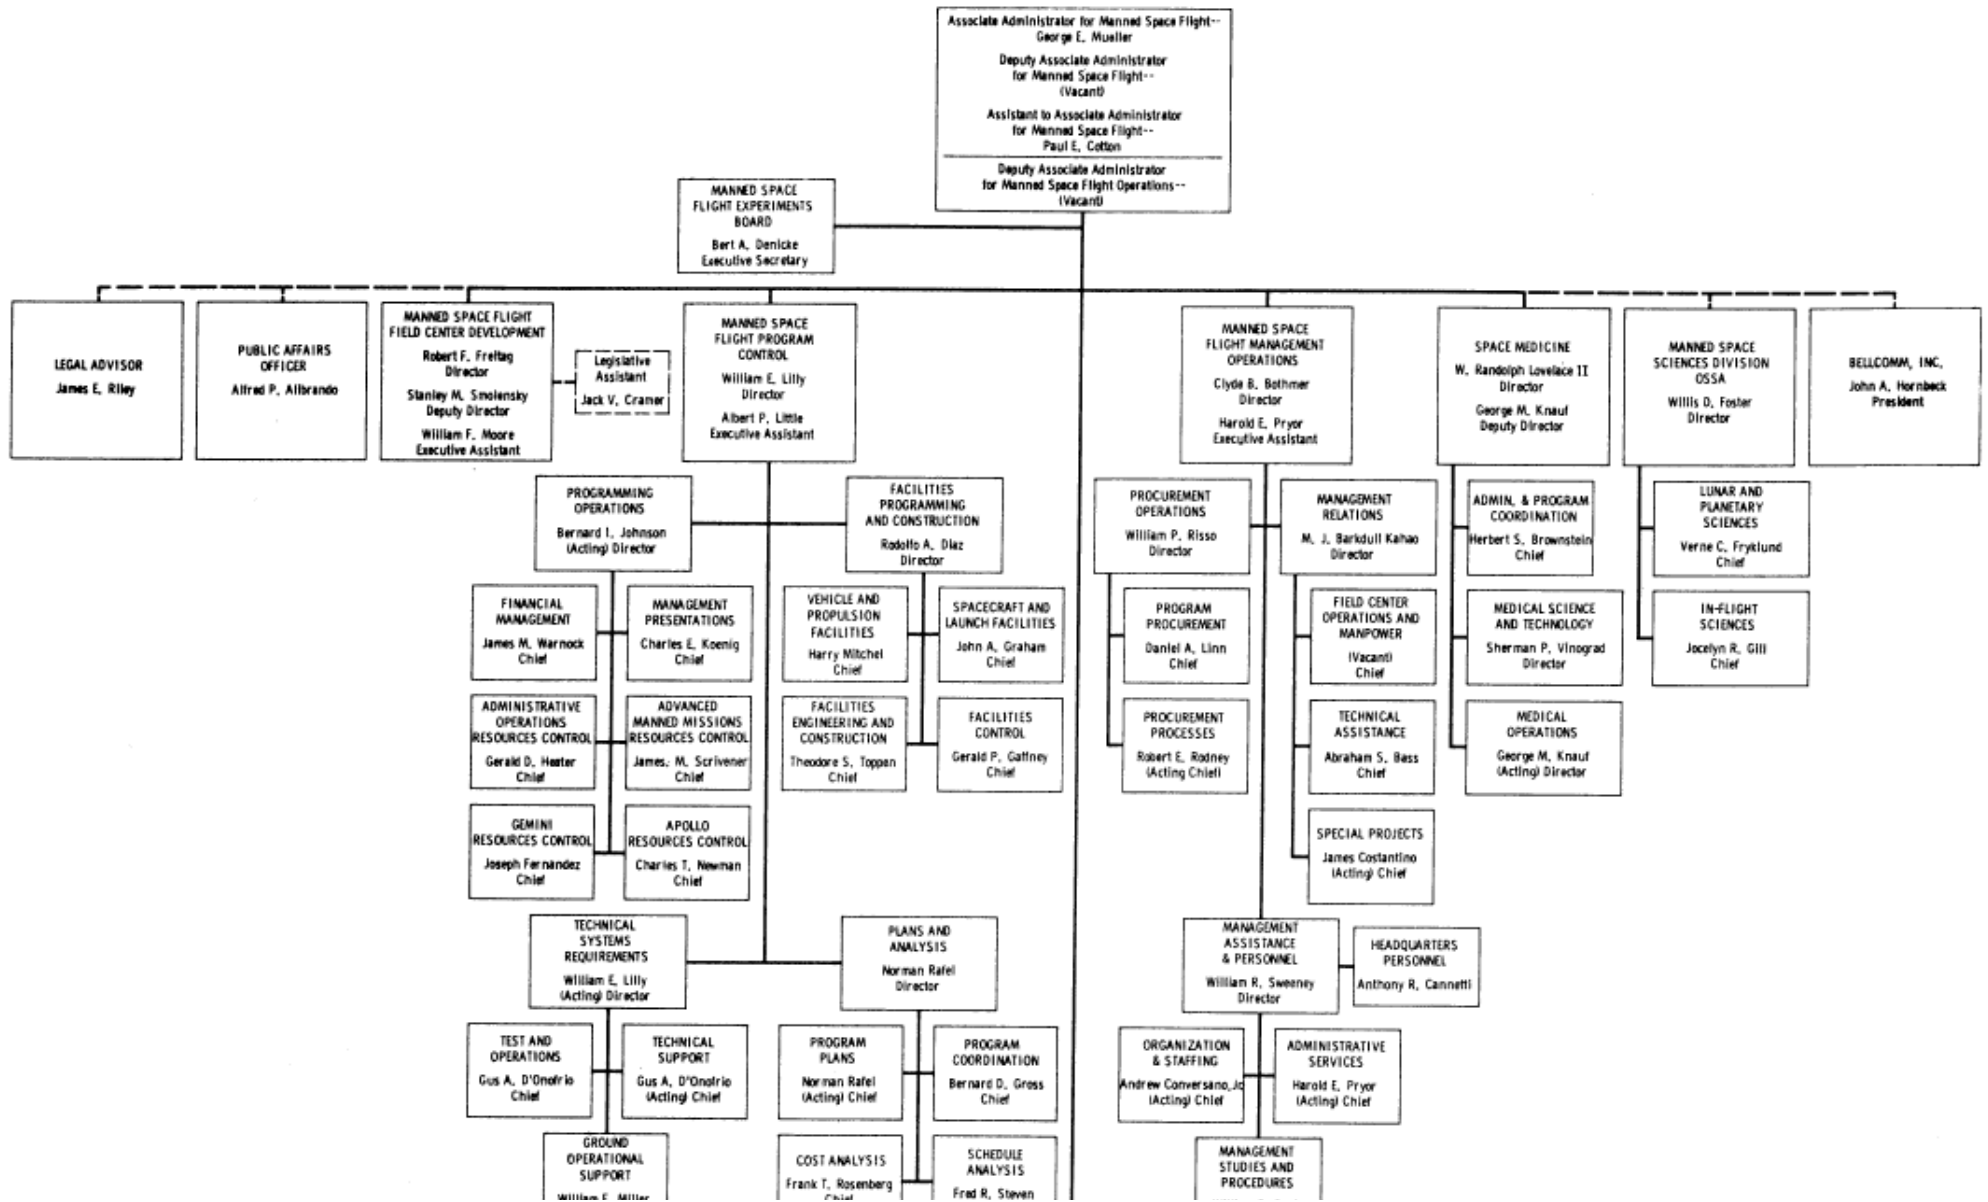 Associate Administrator for Manned Space Flight--
George E. Mueller
Deputy Associate Administrator
for Manned Space Flight--
(Vacant)
Assistant to Associate Administrator
for Manned Space Flight--
Paul E. Cotton
Deputy Associate Administrator
for Manned Space Flight Operations--
(Vacant)
MANNED SPACE
FLIGHT EXPERIMENTS
BOARD
Bert A. Denicke
Executive Secretary
LEGAL ADVISOR
James E. Riley
PUBLIC AFFAIRS
OFFICER
Alfred P. Alibrando
MANNED SPACE FLIGHT
FIELD CENTER DEVELOPMENT
Robert F. Freitag
Director
Stanley M. Smolensky
Deputy Director
William F. Moore
Executive Assistant
Legislative
Assistant
Jack V. Cramer
MANNED SPACE
FLIGHT PROGRAM
CONTROL
William E. Lilly
Director
Albert P. Little
Executive Assistant
MANNED SPACE
FLIGHT MANAGEMENT
OPERATIONS
Clyde B. Bothmer
Director
Harold E. Pryor
Executive Assistant
SPACE MEDICINE
W. Randolph Lovelace II
Director
George M. Knauf
Deputy Director
MANNED SPACE
SCIENCES DIVISION
OSSA
Willis D. Foster
Director
BELLCOMM, INC.
John A. Hornbeck
President
PROGRAMMING
OPERATIONS
Bernard I. Johnson
(Acting) Director
FACILITIES
PROGRAMMING
AND CONSTRUCTION
Rodolfo A. Diaz
Director
PROCUREMENT
OPERATIONS
William P. Risso
Director
MANAGEMENT
RELATIONS
M. J. Barkdull Kahao
Director
ADMIN. & PROGRAM
COORDINATION
Herbert S. Brownstein
Chief
LUNAR AND
PLANETARY
SCIENCES
Verne C. Fryklund
Chief
FINANCIAL
MANAGEMENT
James M. Warnock
Chief
MANAGEMENT
PRESENTATIONS
Charles E. Koenig
Chief
VEHICLE AND
PROPULSION
FACILITIES
Harry Mitchel
Chief
SPACECRAFT AND
LAUNCH FACILITIES
John A. Graham
Chief
PROGRAM
PROCUREMENT
Daniel A. Linn
Chief
FIELD CENTER
OPERATIONS AND
MANPOWER
(Vacant)
Chief
MEDICAL SCIENCE
AND TECHNOLOGY
Sherman P. Vinograd
Director
IN-FLIGHT
SCIENCES
Jocelyn R. Gill
Chief
ADMINISTRATIVE
OPERATIONS
RESOURCES CONTROL
Gerald D. Heater
Chief
ADVANCED
MANNED MISSIONS
RESOURCES CONTROL
James. M. Scrivener
Chief
FACILITIES
ENGINEERING AND
CONSTRUCTION
Theodore S. Toppan
Chief
FACILITIES
CONTROL
Gerald P. Gaffney
Chief
PROCUREMENT
PROCESSES
Robert E. Rodney
(Acting Chief)
TECHNICAL
ASSISTANCE
Abraham S. Bass
Chief
MEDICAL
OPERATIONS
George M. Knauf
(Acting) Director
GEMINI
RESOURCES CONTROL
Joseph Fernandez
Chief
APOLLO
RESOURCES CONTROL
Charles T. Newman
Chief
SPECIAL PROJECTS
James Costantino
(Acting) Chief
TECHNICAL
SYSTEMS
REQUIREMENTS
William E. Lilly
(Acting) Director
PLANS AND
ANALYSIS
Norman Rafel
Director
MANAGEMENT
ASSISTANCE
& PERSONNEL
William R. Sweeney
Director
HEADQUARTERS
PERSONNEL
Anthony R. Cannetti
TEST AND
OPERATIONS
Gus A. D'Onofrio
Chief
TECHNICAL
SUPPORT
Gus A. D'Onofrio
(Acting) Chief
PROGRAM
PLANS
Norman Rafel
(Acting) Chief
PROGRAM
COORDINATION
Bernard D. Gross
Chief
ORGANIZATION
& STAFFING
Andrew Conversano,
(Acting) Chief
ADMINISTRATIVE
SERVICES
Harold E. Pryor
(Acting) Chief
GROUND
OPERATIONAL
SUPPORT
William E. Miller
COST ANALYSIS
Frank T. Rosenberg
Chief
SCHEDULE
ANALYSIS
Fred R. Steven
MANAGEMENT
STUDIES AND
PROCEDURES